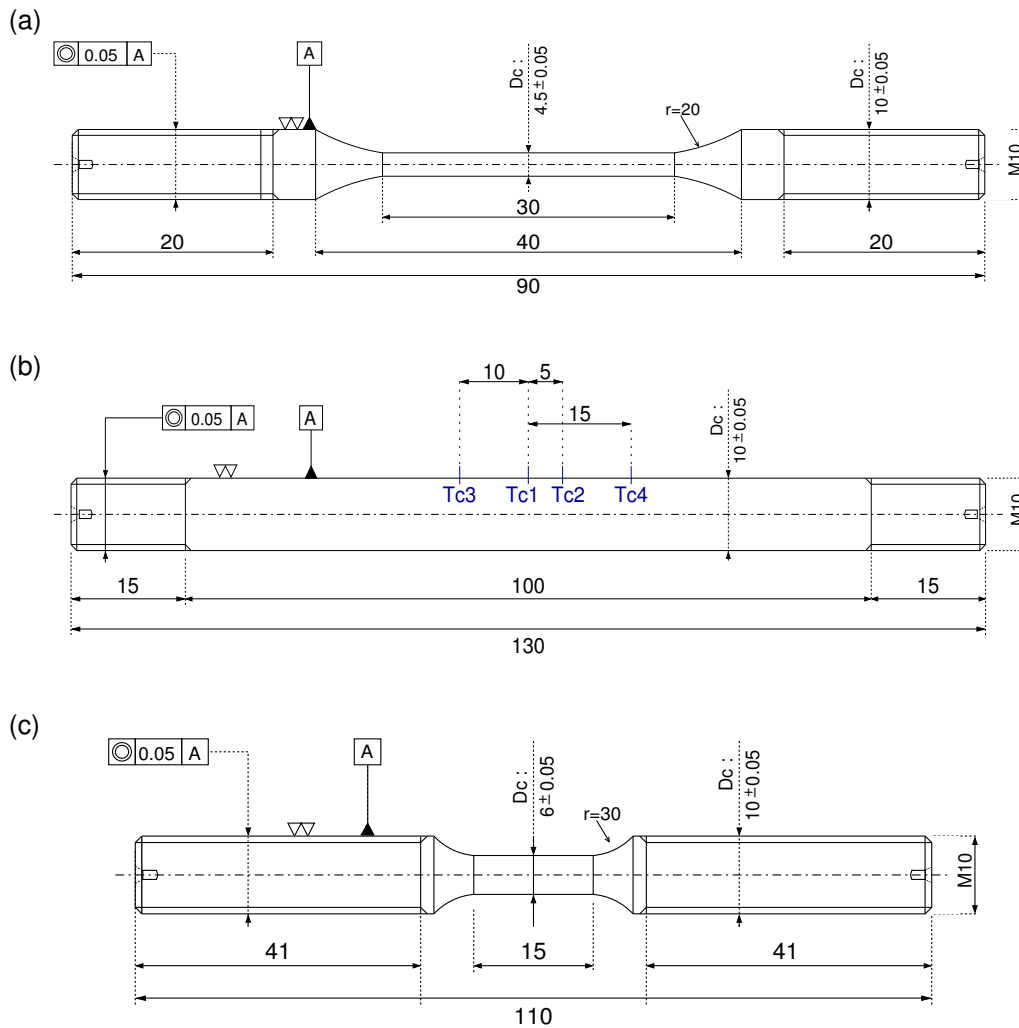 (a)
0.05 A
A
Dc :
4.5±0.05
r=20
Dc :
10±0.05
M10
30
20
40
20
90
(b)
10
5
15
0.05 A
A
Dc :
10±0.05
Tc3 Tc1 Tc2 Tc4
M10
15
100
15
130
(c)
0.05 A
A
Dc :
6±0.05
r=30
Dc :
10±0.05
M10
41
15
41
110